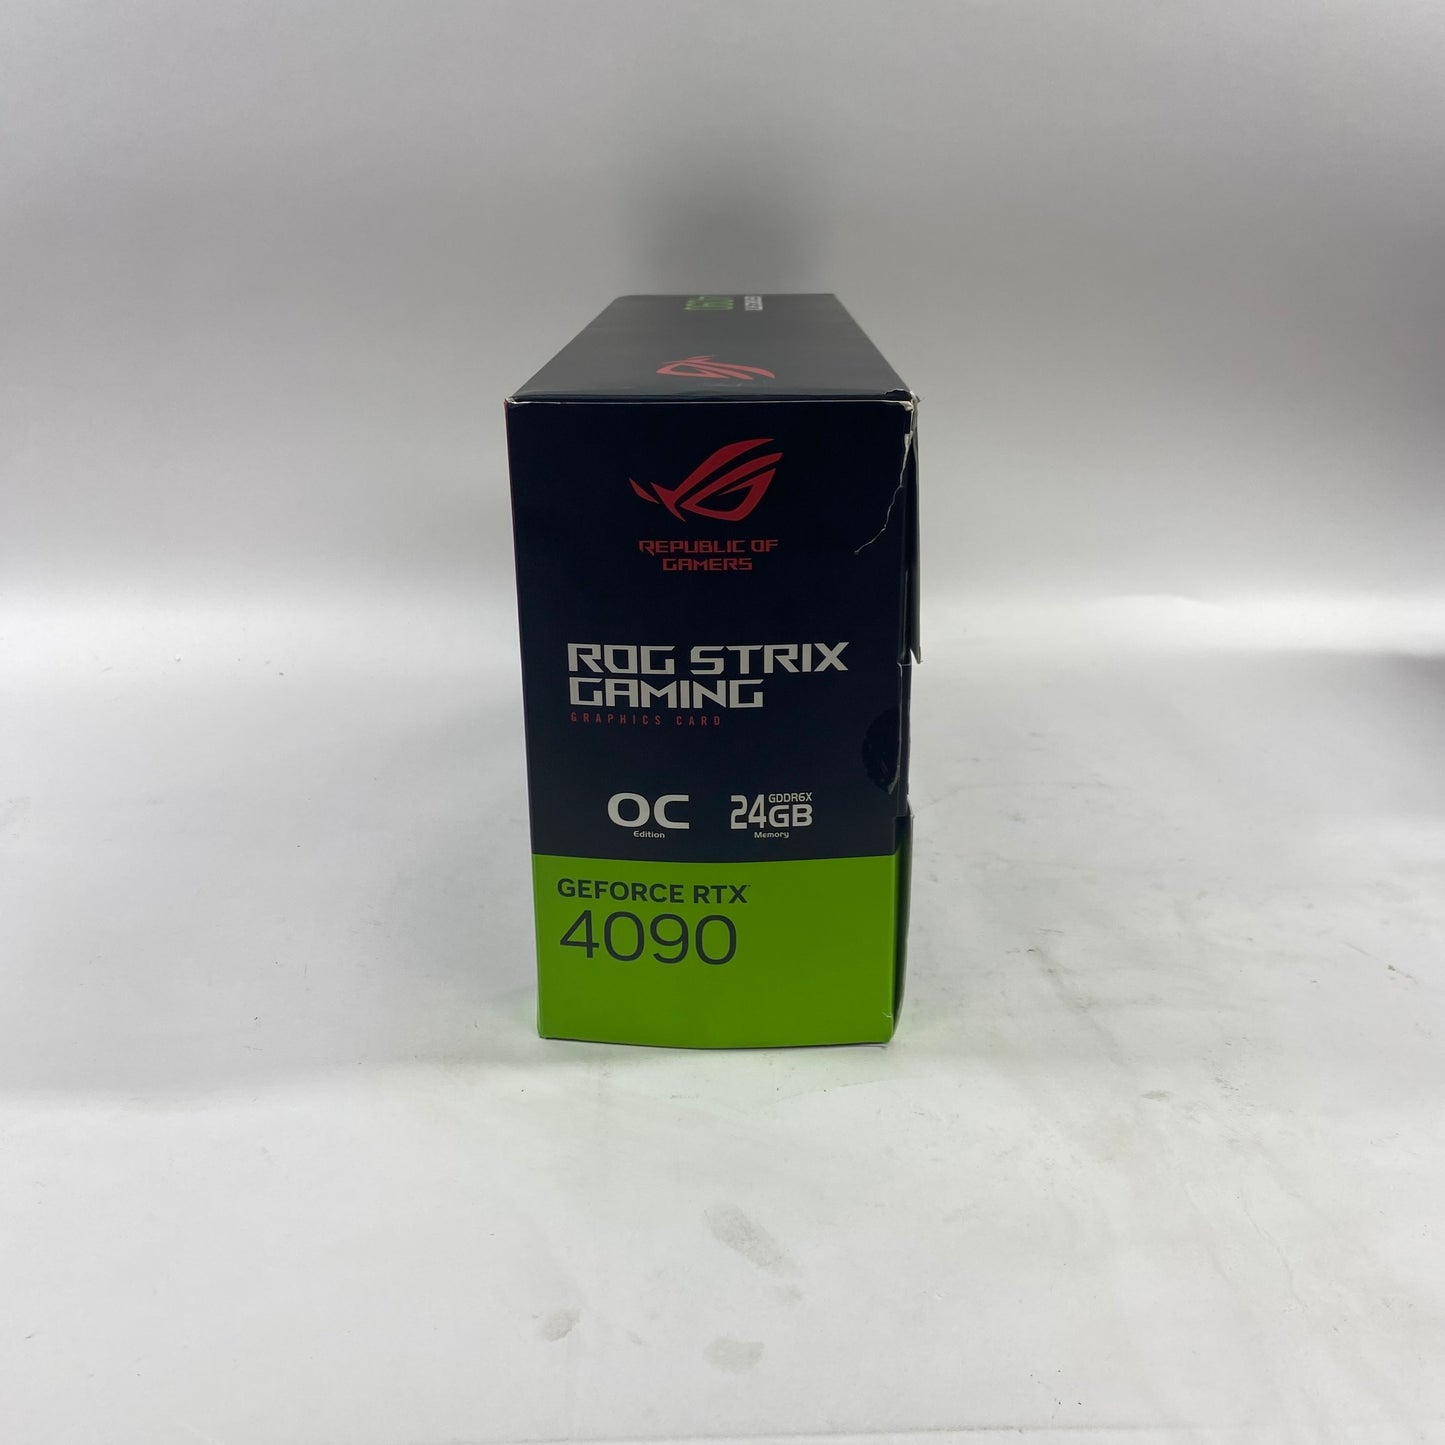 REPUBLIC OF
GAMERS
ROG STRIX
GAMING
GRAPHICS CARD
OC
Edition
24GB
GDDR6X
Memory
GEFORCE RTX
4090